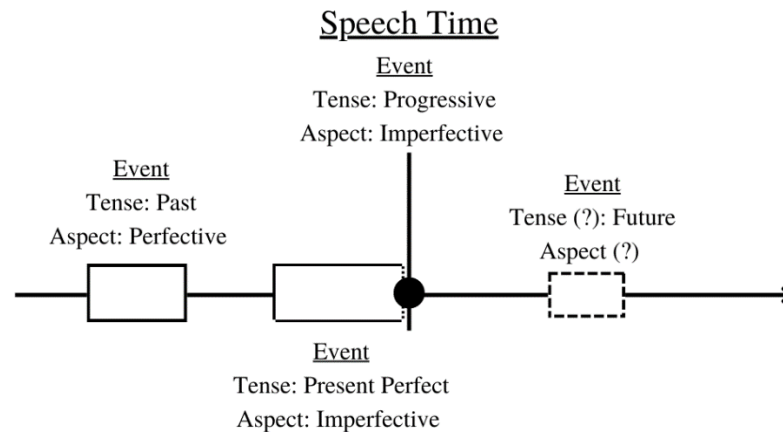 Speech Time
Event
Tense: Progressive
Aspect: Imperfective
Event
Tense: Past
Aspect: Perfective
Event
Tense (?): Future
Aspect (?)
Event
Tense: Present Perfect
Aspect: Imperfective